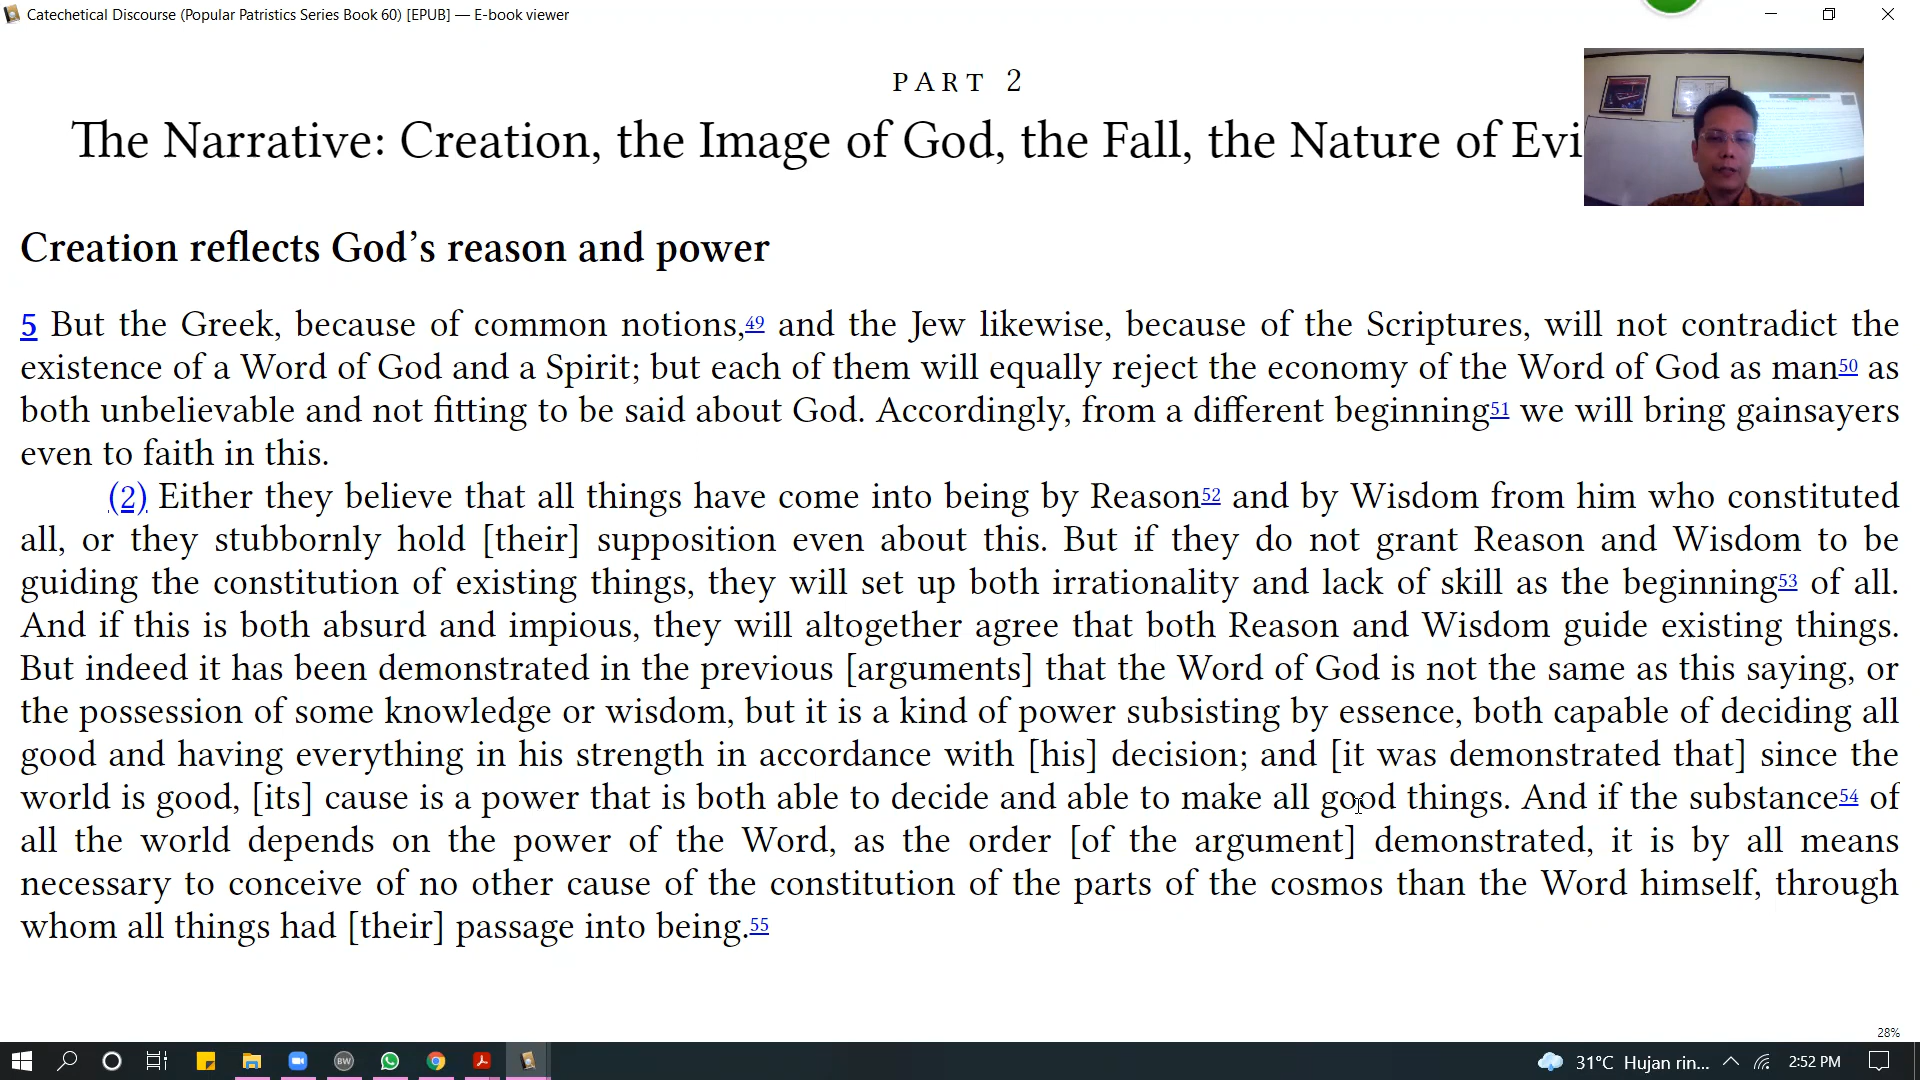 Catechetical Discourse (Popular Patristics Series Book 60) [EPUB] — E-book viewer
PART 2
The Narrative: Creation, the Image of God, the Fall, the Nature of Evi
Creation reflects God’s reason and power
5 But the Greek, because of common notions,49 and the Jew likewise, because of the Scriptures, will not contradict the
existence of a Word of God and a Spirit; but each of them will equally reject the economy of the Word of God as man50 as
both unbelievable and not fitting to be said about God. Accordingly, from a different beginning51 we will bring gainsayers
even to faith in this.
(2) Either they believe that all things have come into being by Reason52 and by Wisdom from him who constituted
all, or they stubbornly hold [their] supposition even about this. But if they do not grant Reason and Wisdom to be
guiding the constitution of existing things, they will set up both irrationality and lack of skill as the beginning53 of all.
And if this is both absurd and impious, they will altogether agree that both Reason and Wisdom guide existing things.
But indeed it has been demonstrated in the previous [arguments] that the Word of God is not the same as this saying, or
the possession of some knowledge or wisdom, but it is a kind of power subsisting by essence, both capable of deciding all
good and having everything in his strength in accordance with [his] decision; and [it was demonstrated that] since the
world is good, [its] cause is a power that is both able to decide and able to make all good things. And if the substance54 of
all the world depends on the power of the Word, as the order [of the argument] demonstrated, it is by all means
necessary to conceive of no other cause of the constitution of the parts of the cosmos than the Word himself, through
whom all things had [their] passage into being.55
28%
BW
31°C Hujan rin...
2:52 PM